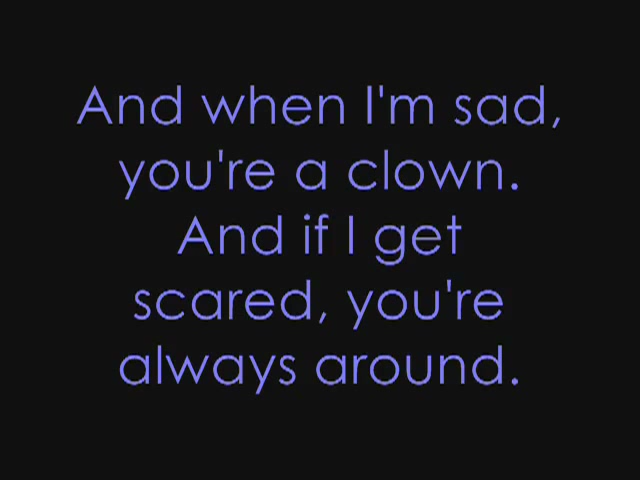 And when I'm sad,
you're a clown.
And if I get
scared, you're
always around.